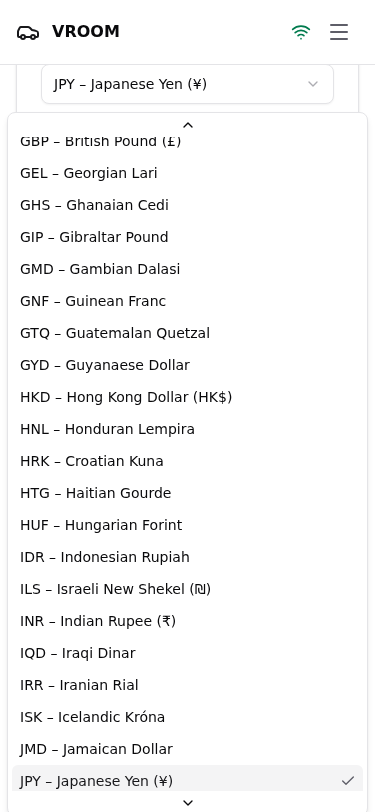 VROOM
JPY – Japanese Yen (¥)
GBP – British Pound (£)
GEL – Georgian Lari
GHS – Ghanaian Cedi
GIP – Gibraltar Pound
GMD – Gambian Dalasi
GNF – Guinean Franc
GTQ – Guatemalan Quetzal
GYD – Guyanaese Dollar
HKD – Hong Kong Dollar (HK$)
HNL – Honduran Lempira
HRK – Croatian Kuna
HTG – Haitian Gourde
HUF – Hungarian Forint
IDR – Indonesian Rupiah
ILS – Israeli New Shekel (₪)
INR – Indian Rupee (₹)
IQD – Iraqi Dinar
IRR – Iranian Rial
ISK – Icelandic Króna
JMD – Jamaican Dollar
JPY – Japanese Yen (¥)